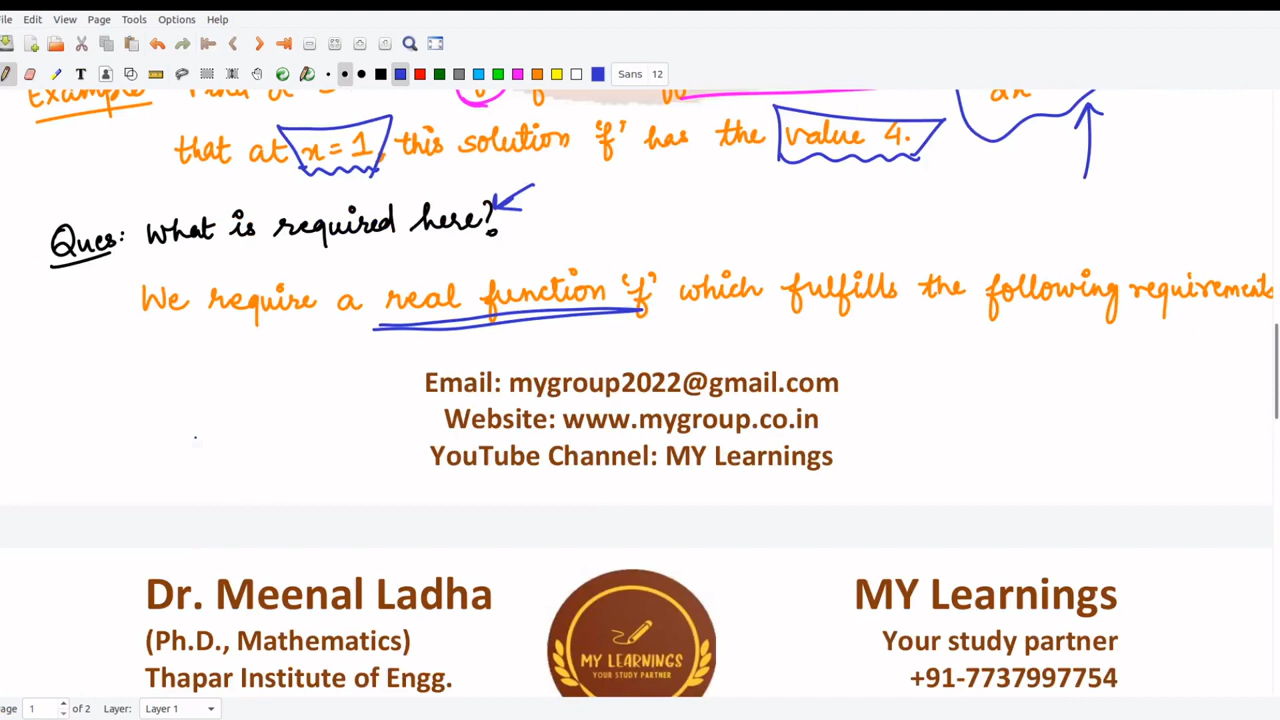 File Edit View Page Tools Options Help
Sans 12
Example
that at x = 1, this solution 'f' has the value 4.
Ques: What is required here?
We require a real function 'f' which fulfills the following requirements
Email: mygroup2022@gmail.com
Website: www.mygroup.co.in
YouTube Channel: MY Learnings
Dr. Meenal Ladha
(Ph.D., Mathematics)
Thapar Institute of Engg.
MY LEARNINGS
YOUR STUDY PARTNER
MY Learnings
Your study partner
+91-7737997754
Page 1 of 2 Layer: Layer 1